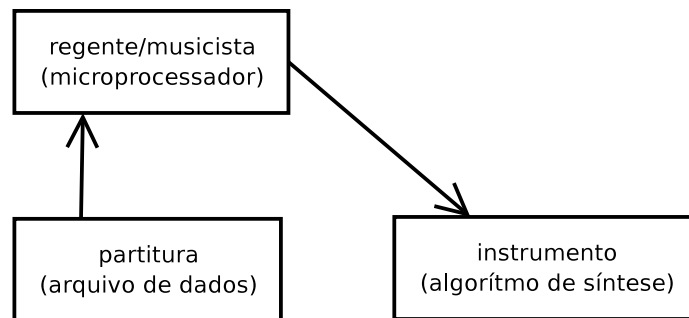 regente/musicista
(microprocessador)
partitura
(arquivo de dados)
instrumento
(algorítmo de síntese)